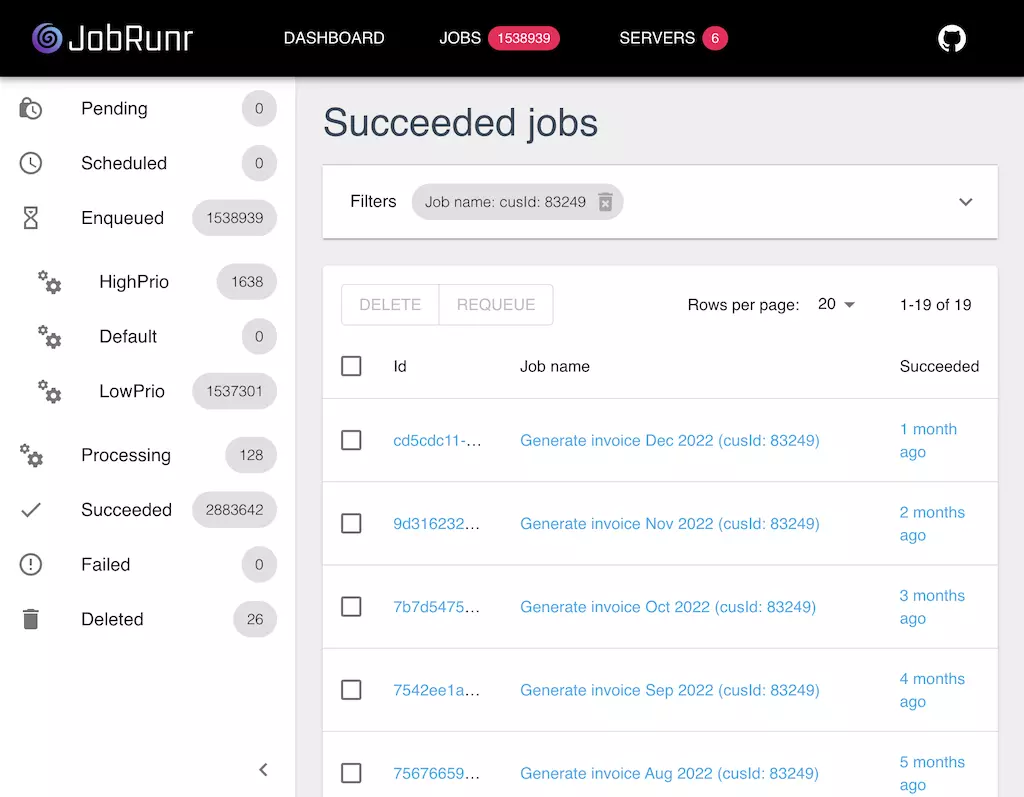 JobRunr DASHBOARD JOBS 1538939 SERVERS 6
Pending 0
Scheduled 0
Enqueued 1538939
HighPrio 1638
Default 0
LowPrio 1537301
Processing 128
Succeeded 2883642
Failed 0
Deleted 26
Succeeded jobs
Filters Job name: cusId: 83249
DELETE REQUEUE Rows per page: 20 1-19 of 19
Id Job name Succeeded
cd5cdc11-... Generate invoice Dec 2022 (cusId: 83249) 1 month
ago
9d316232... Generate invoice Nov 2022 (cusId: 83249) 2 months
ago
7b7d5475... Generate invoice Oct 2022 (cusId: 83249) 3 months
ago
7542ee1a... Generate invoice Sep 2022 (cusId: 83249) 4 months
ago
75676659... Generate invoice Aug 2022 (cusId: 83249) 5 months
ago